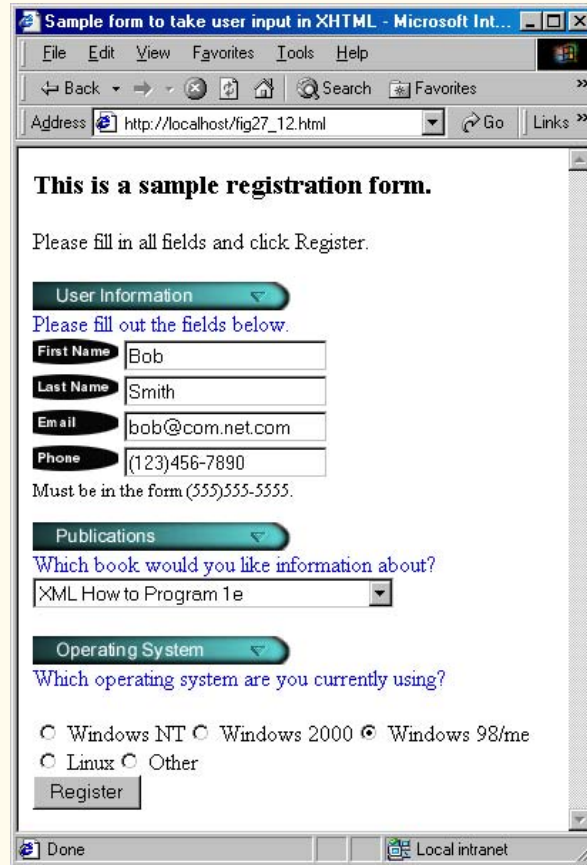 Sample form to take user input in XHTML - Microsoft Int...
File Edit View Favorites Tools Help
Back Search Favorites »
Address http://localhost/fig27_12.html Go Links »
This is a sample registration form.
Please fill in all fields and click Register.
User Information
Please fill out the fields below.
First Name Bob
Last Name Smith
Email bob@com.net.com
Phone (123)456-7890
Must be in the form (555)555-5555.
Publications
Which book would you like information about?
XML How to Program 1e
Operating System
Which operating system are you currently using?
Windows NT Windows 2000 Windows 98/me
Linux Other
Register
Done Local intranet